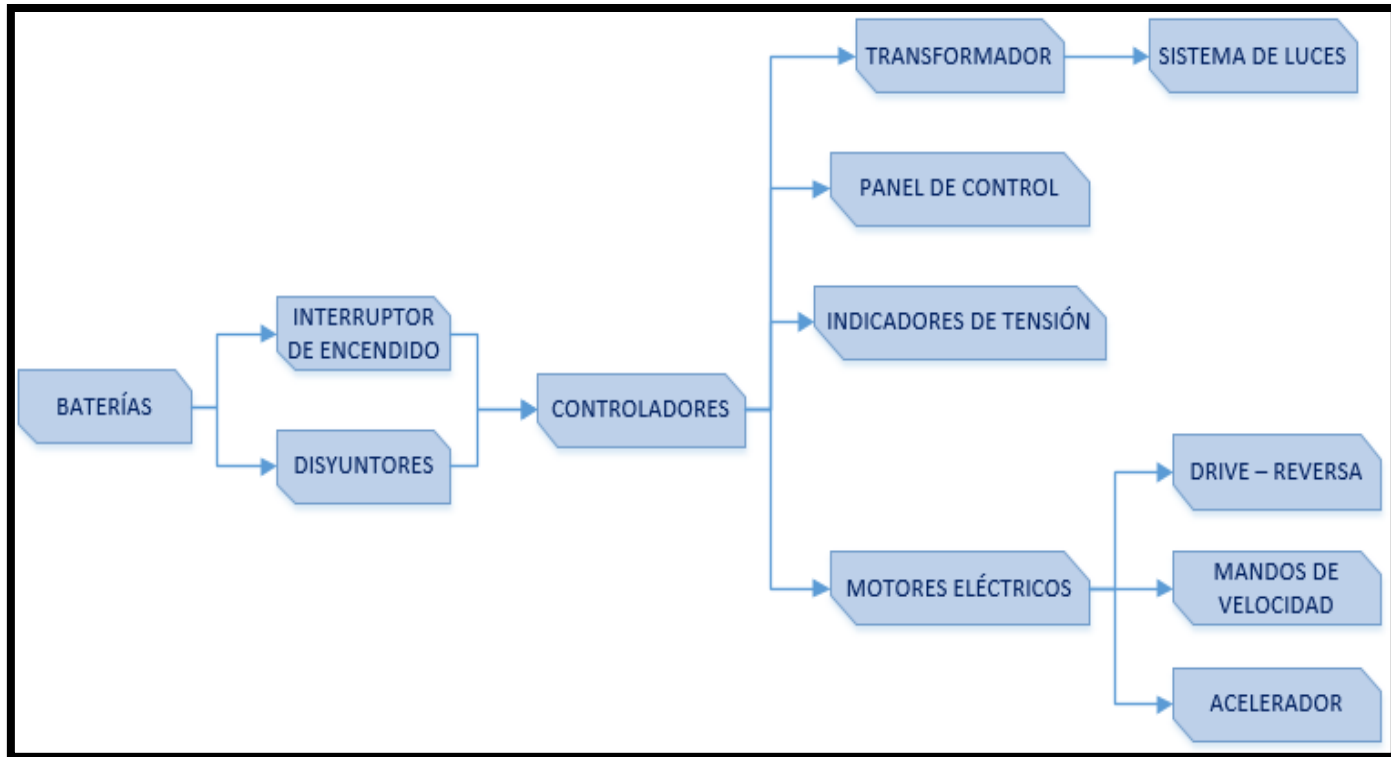 TRANSFORMADOR
SISTEMA DE LUCES
PANEL DE CONTROL
INTERRUPTOR
DE ENCENDIDO
INDICADORES DE TENSIÓN
BATERÍAS
CONTROLADORES
DISYUNTORES
DRIVE – REVERSA
MOTORES ELÉCTRICOS
MANDOS DE
VELOCIDAD
ACELERADOR